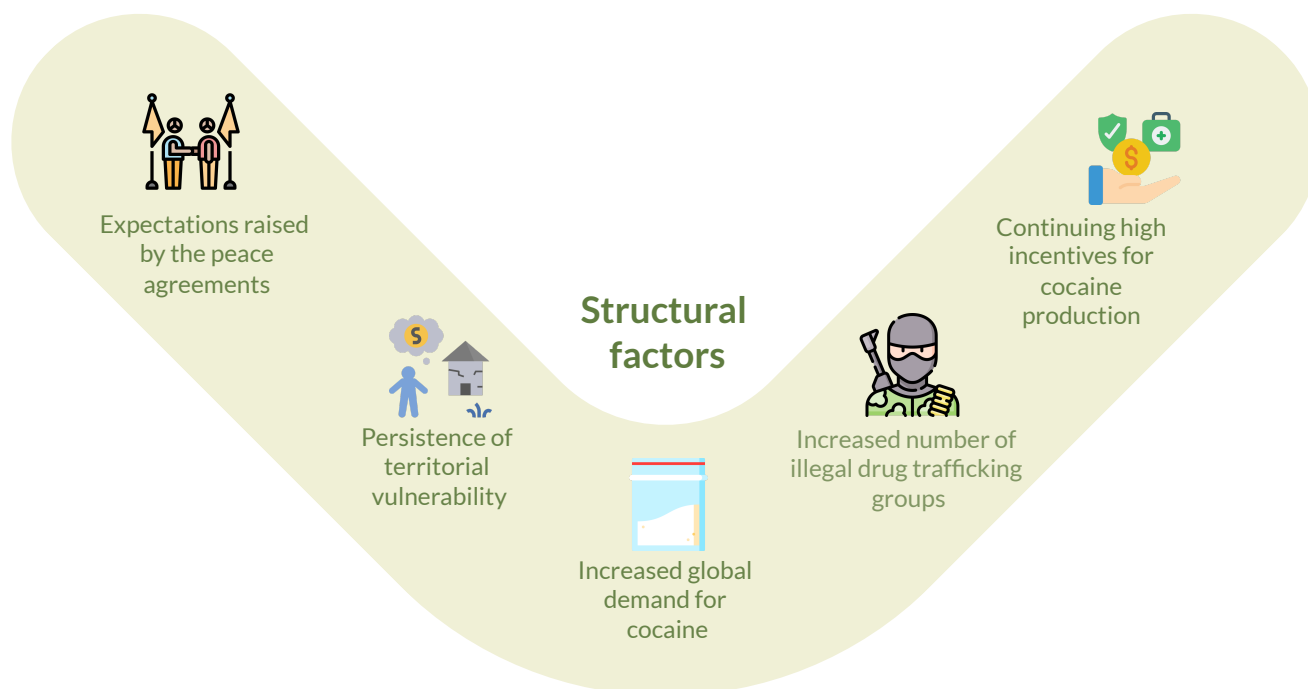 Expectations raised
by the peace
agreements
Persistence of
territorial
vulnerability
Structural
factors
Increased global
demand for
cocaine
Increased number of
illegal drug trafficking
groups
Continuing high
incentives for
cocaine
production